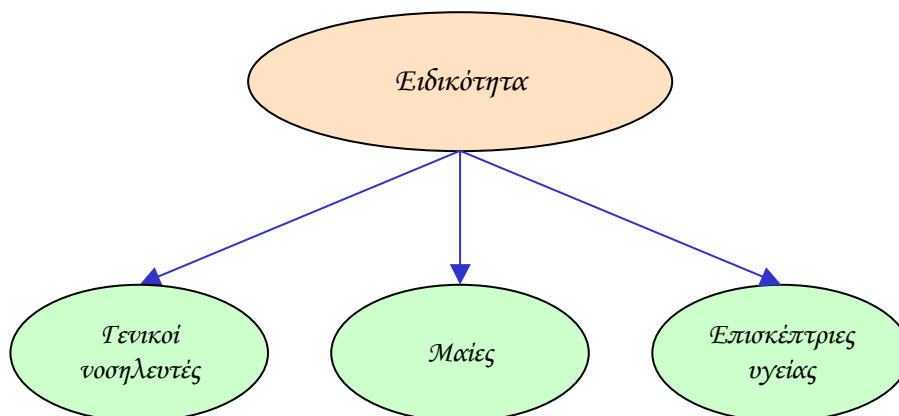 Ειδικότητα
Γενικοί
νοσηλευτές
Μαίες
Επισκέπτριες
υγείας